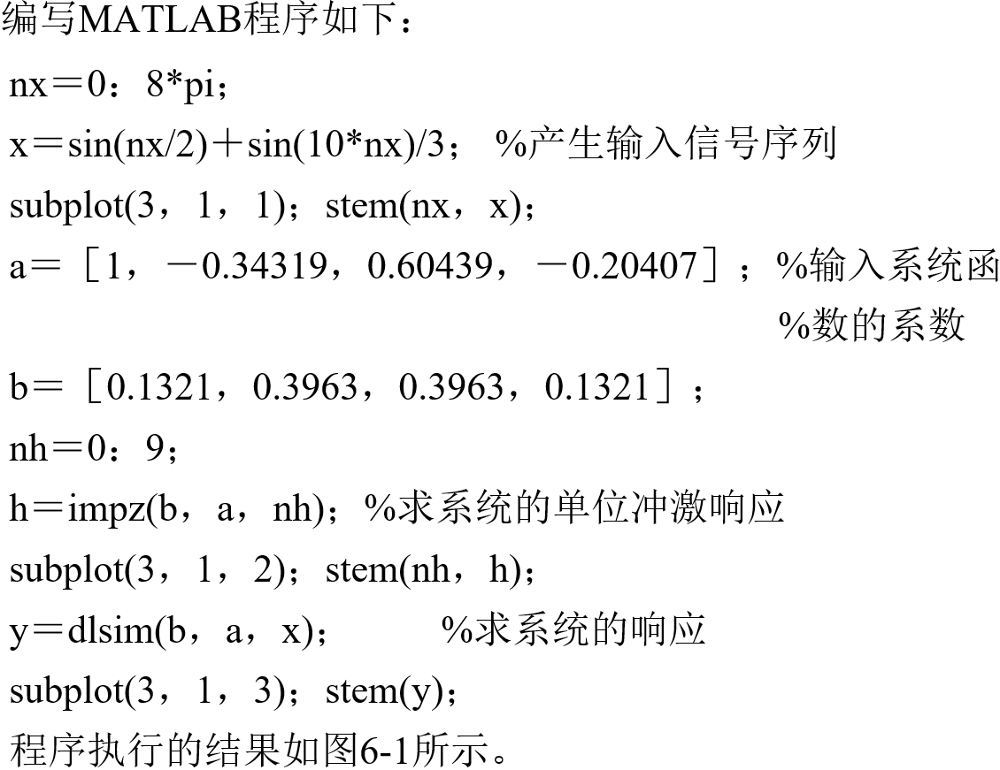 编写MATLAB程序如下：
nx＝0：8*pi；
x＝sin(nx/2)＋sin(10*nx)/3； %产生输入信号序列
subplot(3，1，1)；stem(nx，x)；
a＝［1，－0.34319，0.60439，－0.20407］；%输入系统函
%数的系数
b＝［0.1321，0.3963，0.3963，0.1321］；
nh＝0：9；
h＝impz(b，a，nh)；%求系统的单位冲激响应
subplot(3，1，2)；stem(nh，h)；
y＝dlsim(b，a，x)； %求系统的响应
subplot(3，1，3)；stem(y)；
程序执行的结果如图6-1所示。